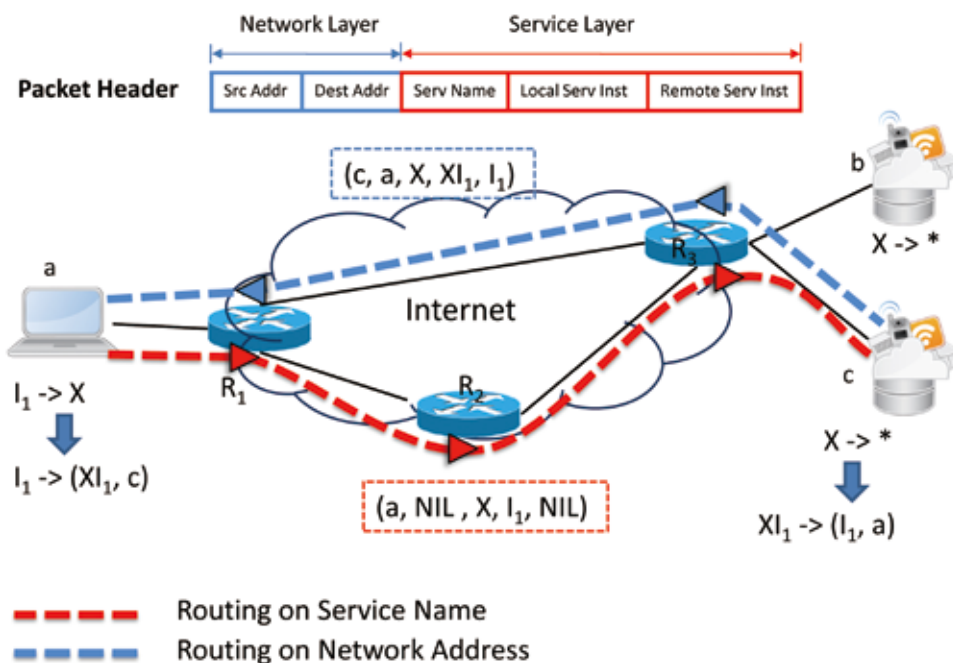 Network Layer Service Layer
Packet Header Src Addr Dest Addr Serv Name Local Serv Inst Remote Serv Inst
(c, a, X, XI₁, I₁)
b
X -> *
a
R₃
Internet
R₁
R₂
c
I₁ -> X
X -> *
I₁ -> (XI₁, c)
(a, NIL , X, I₁, NIL)
XI₁ -> (I₁, a)
Routing on Service Name
Routing on Network Address